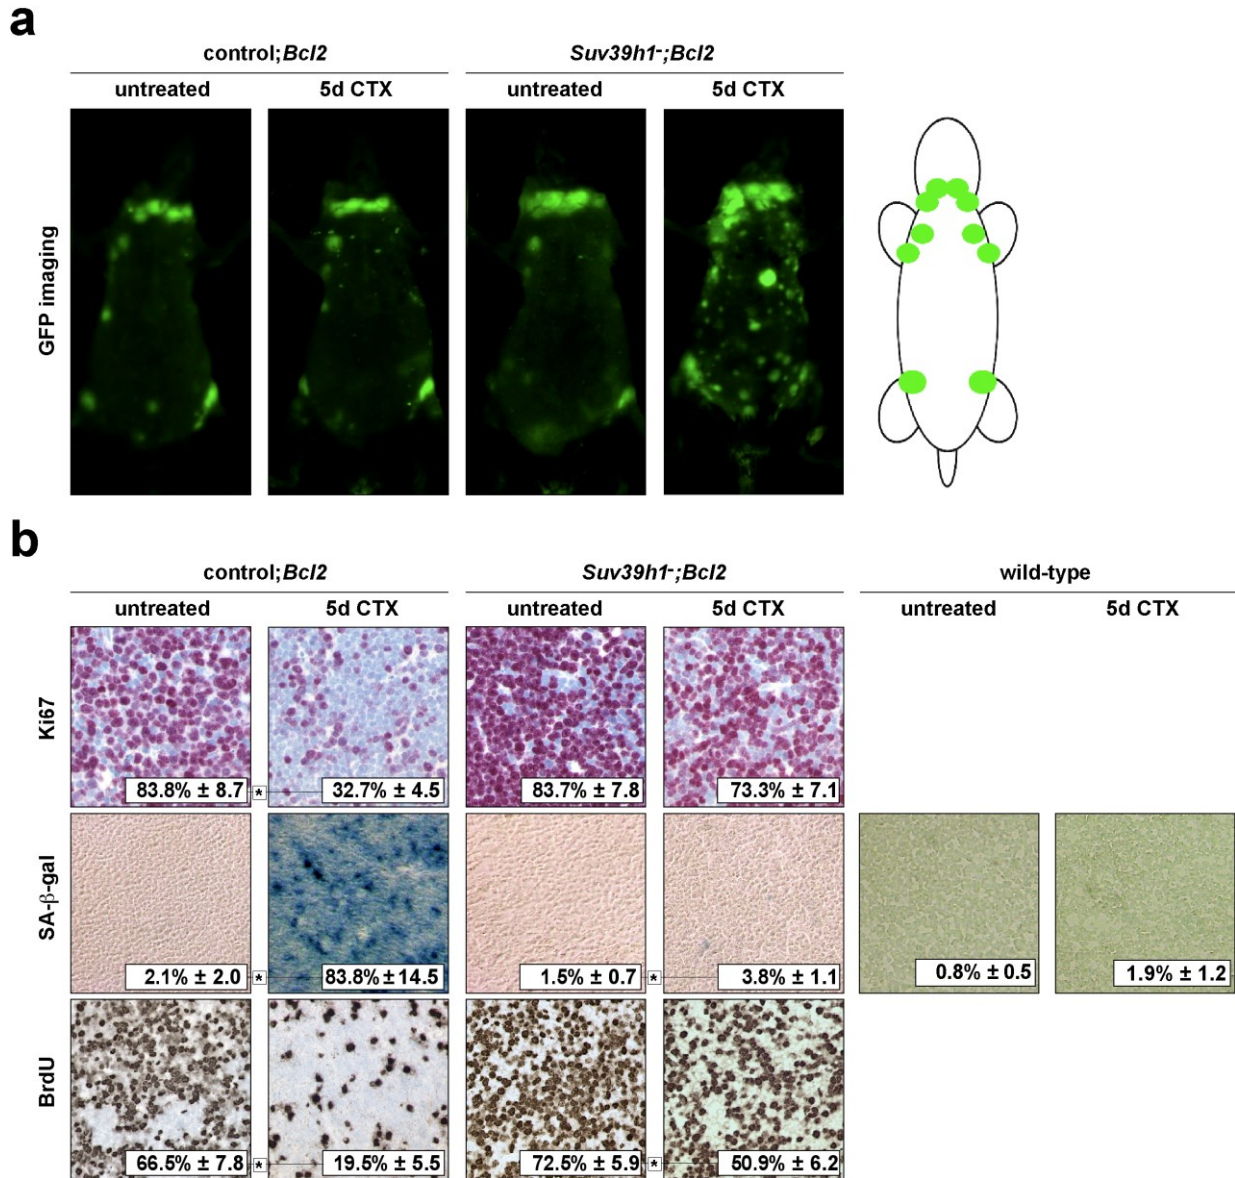 a
control;Bcl2 Suv39h1-;Bcl2
untreated 5d CTX untreated 5d CTX
GFP imaging
b
control;Bcl2 Suv39h1-;Bcl2 wild-type
untreated 5d CTX untreated 5d CTX untreated 5d CTX
Ki67
83.8% ± 8.7 * 32.7% ± 4.5 83.7% ± 7.8 73.3% ± 7.1
SA-β-gal
2.1% ± 2.0 * 83.8% ± 14.5 1.5% ± 0.7 * 3.8% ± 1.1 0.8% ± 0.5 1.9% ± 1.2
BrdU
66.5% ± 7.8 * 19.5% ± 5.5 72.5% ± 5.9 * 50.9% ± 6.2